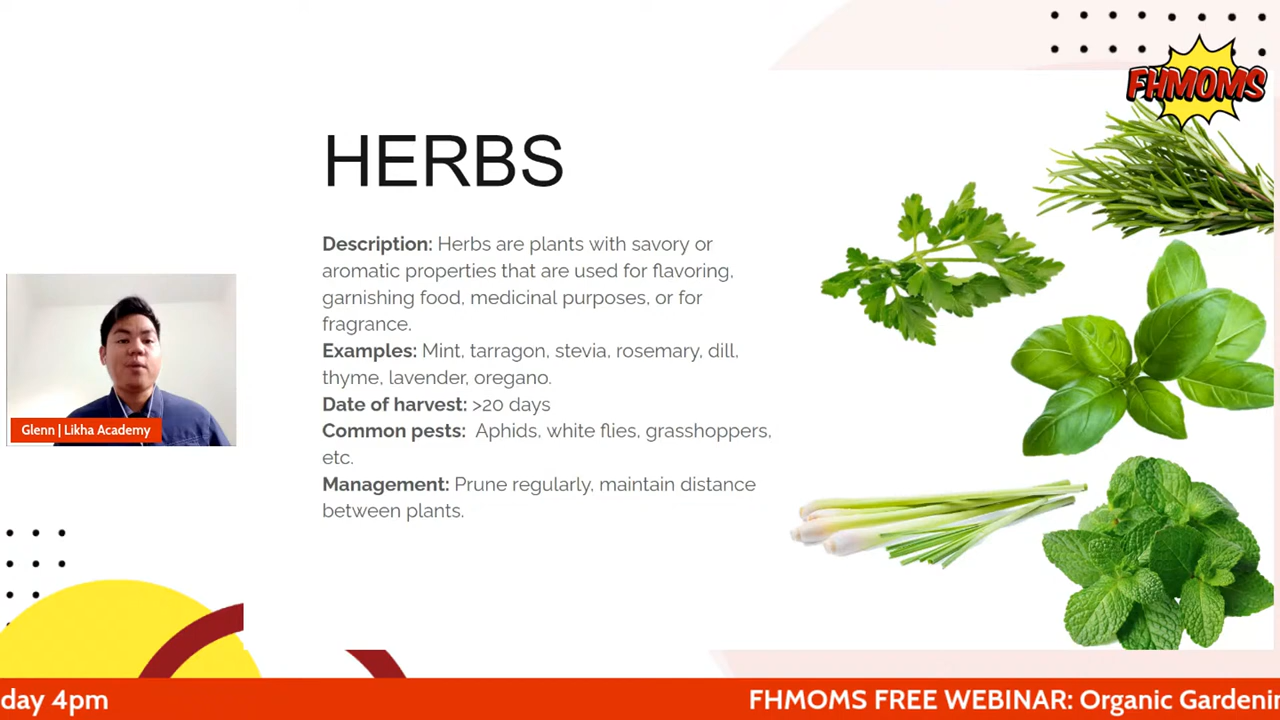 FHMOMS
HERBS
Description: Herbs are plants with savory or
aromatic properties that are used for flavoring,
garnishing food, medicinal purposes, or for
fragrance.
Examples: Mint, tarragon, stevia, rosemary, dill,
thyme, lavender, oregano.
Date of harvest: >20 days
Common pests: Aphids, white flies, grasshoppers,
etc.
Management: Prune regularly, maintain distance
between plants.
Glenn | Likha Academy
day 4pm
FHMOMS FREE WEBINAR: Organic Gardenin